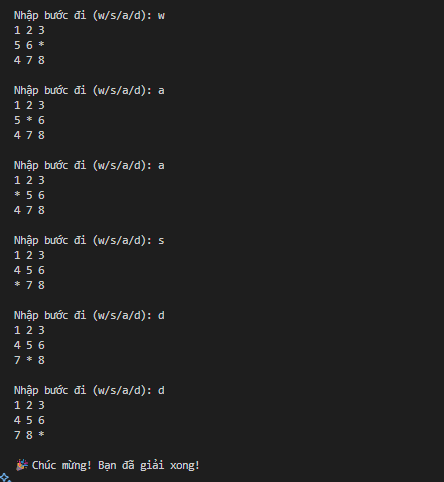 Nhập bước đi (w/s/a/d): w
1 2 3
5 6 *
4 7 8
Nhập bước đi (w/s/a/d): a
1 2 3
5 * 6
4 7 8
Nhập bước đi (w/s/a/d): a
1 2 3
* 5 6
4 7 8
Nhập bước đi (w/s/a/d): s
1 2 3
4 5 6
* 7 8
Nhập bước đi (w/s/a/d): d
1 2 3
4 5 6
7 * 8
Nhập bước đi (w/s/a/d): d
1 2 3
4 5 6
7 8 *
🎉 Chúc mừng! Bạn đã giải xong!